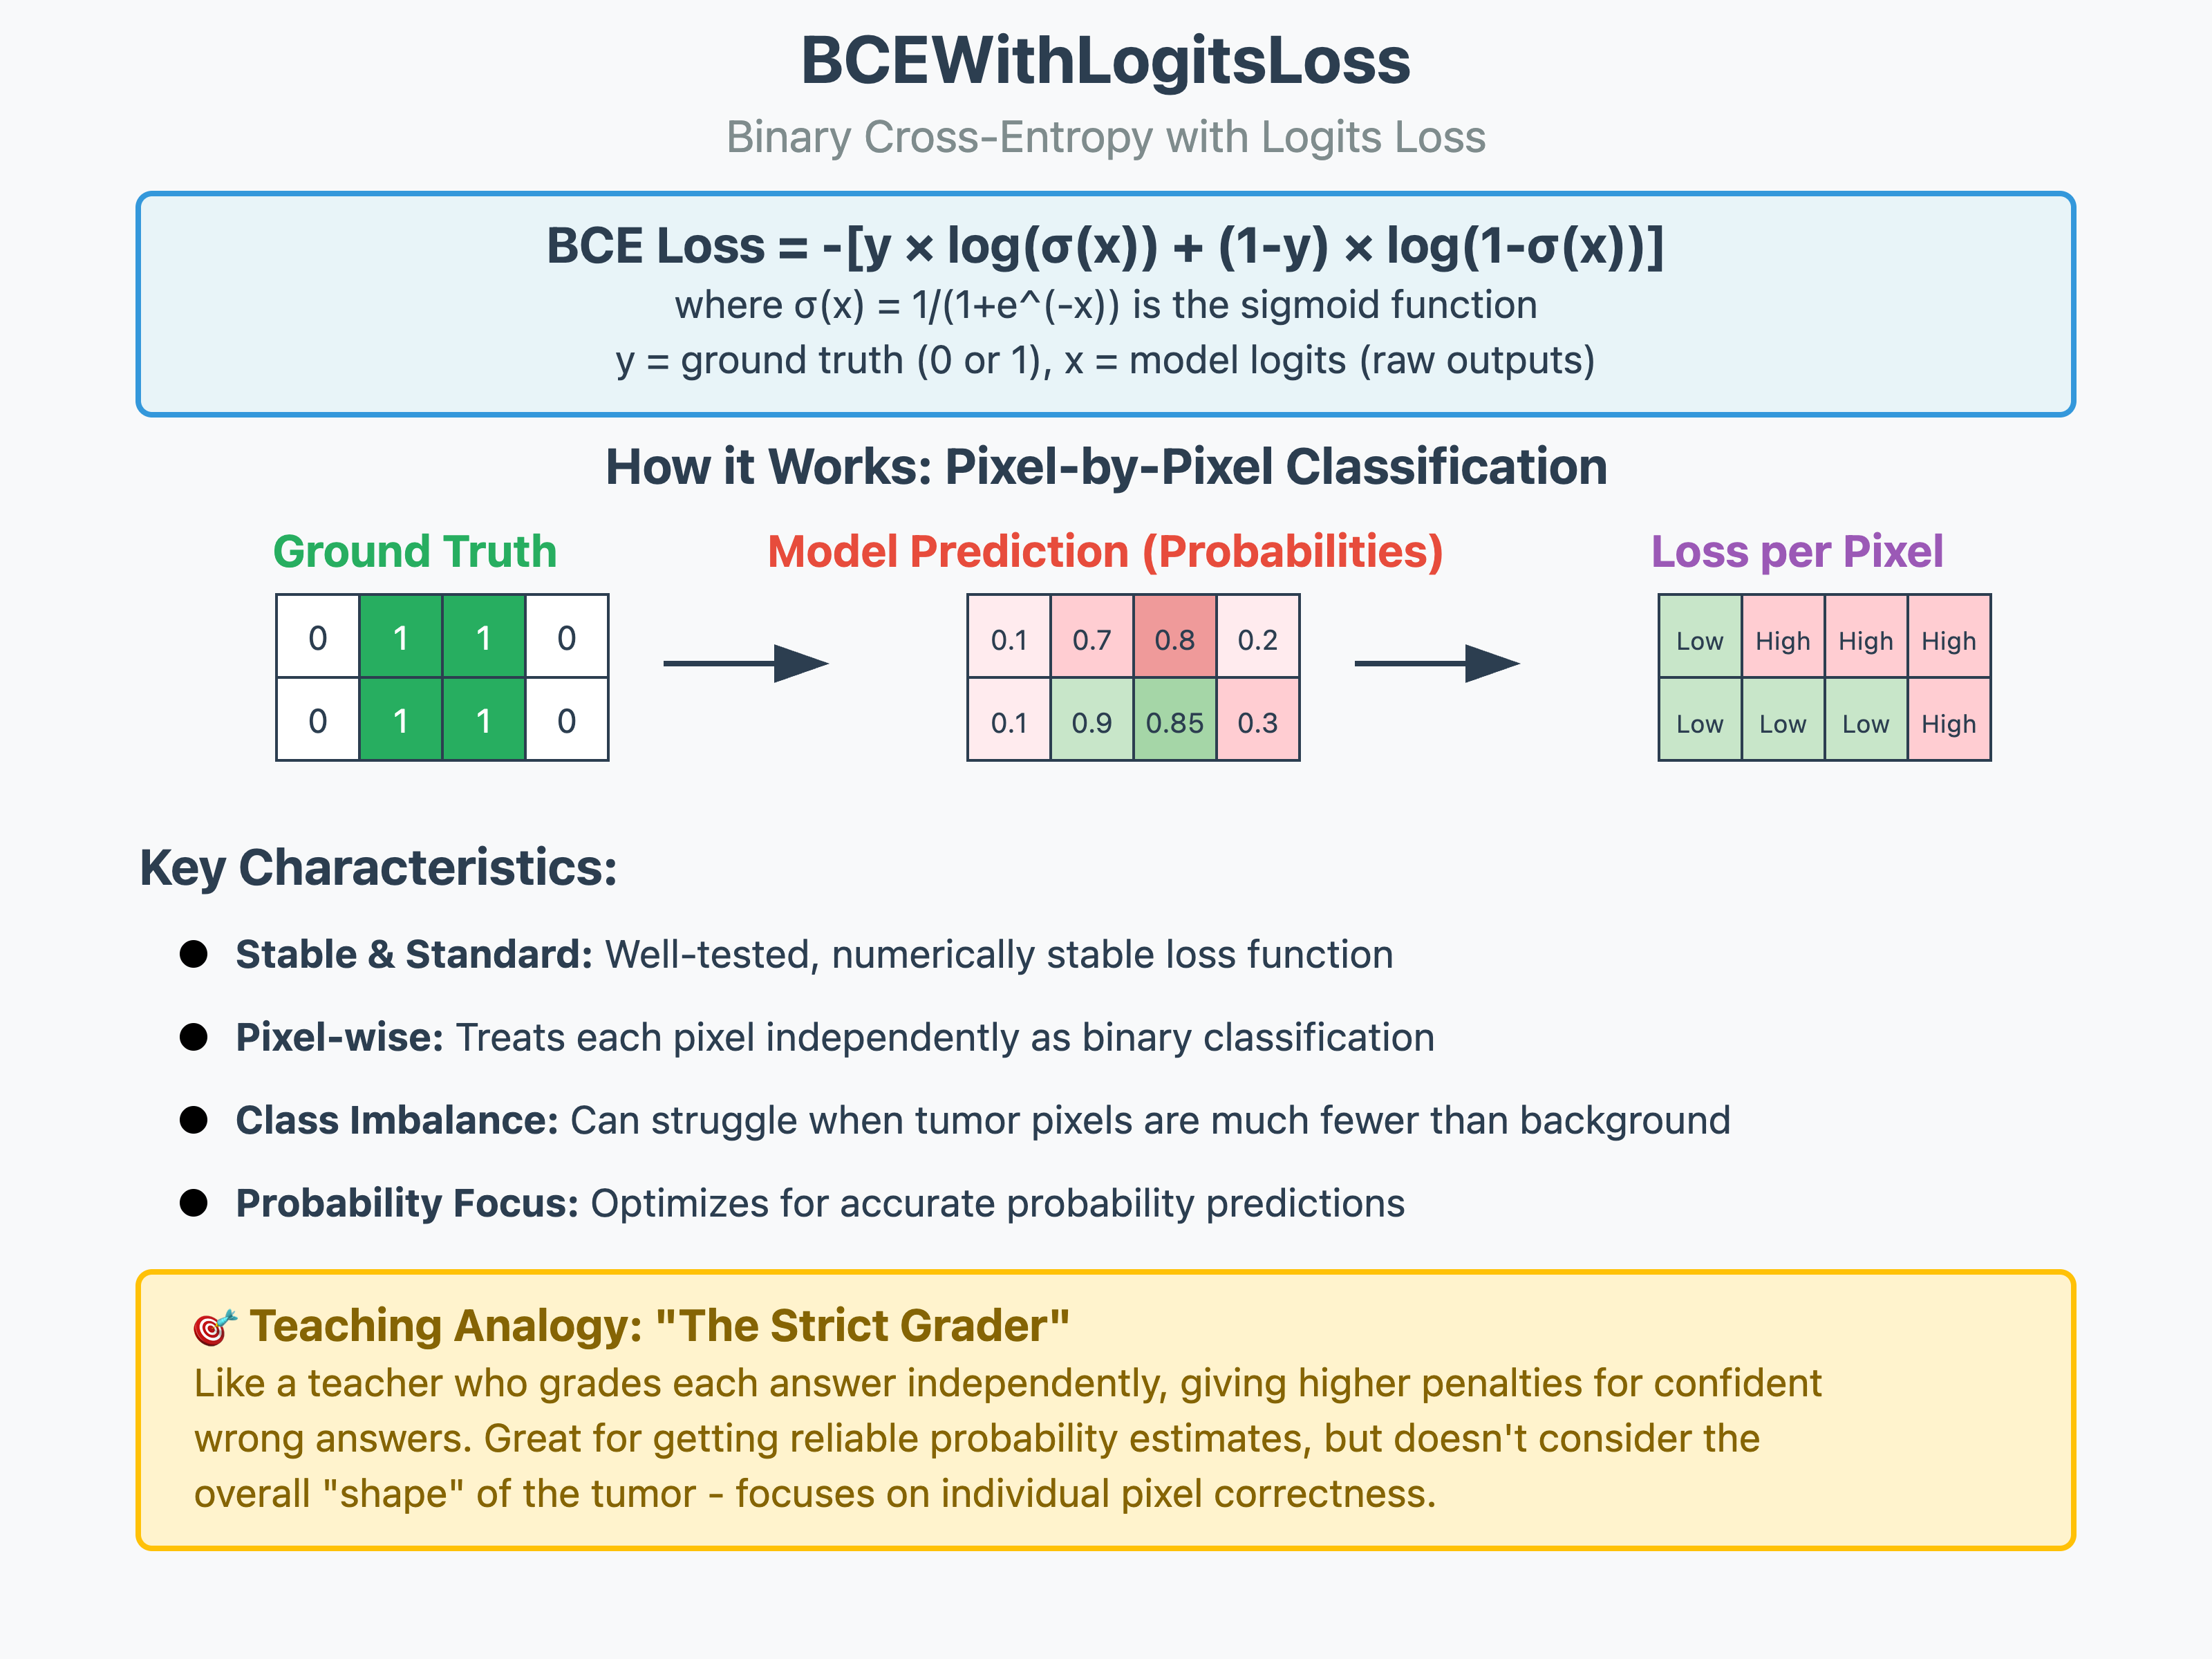 BCEWithLogitsLoss
Binary Cross-Entropy with Logits Loss
BCE Loss = -[y × log(σ(x)) + (1-y) × log(1-σ(x))]
where σ(x) = 1/(1+e^(-x)) is the sigmoid function
y = ground truth (0 or 1), x = model logits (raw outputs)
How it Works: Pixel-by-Pixel Classification
Ground Truth
0 1 1 0
0 1 1 0
Model Prediction (Probabilities)
0.1 0.7 0.8 0.2
0.1 0.9 0.85 0.3
Loss per Pixel
Low High High High
Low Low Low High
Key Characteristics:
● Stable & Standard: Well-tested, numerically stable loss function
● Pixel-wise: Treats each pixel independently as binary classification
● Class Imbalance: Can struggle when tumor pixels are much fewer than background
● Probability Focus: Optimizes for accurate probability predictions
🎯 Teaching Analogy: "The Strict Grader"
Like a teacher who grades each answer independently, giving higher penalties for confident
wrong answers. Great for getting reliable probability estimates, but doesn't consider the
overall "shape" of the tumor - focuses on individual pixel correctness.